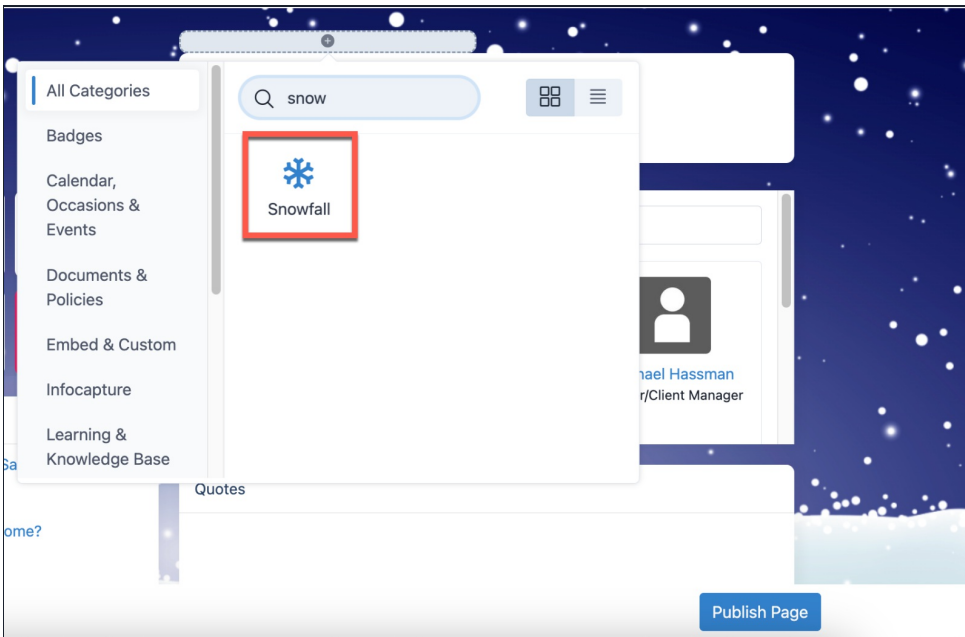 All Categories
snow
Badges
Snowfall
Calendar,
Occasions &
Events
Documents &
Policies
Embed & Custom
Infocapture
Learning &
Knowledge Base
Hassman
/Client Manager
Quotes
ome?
Publish Page